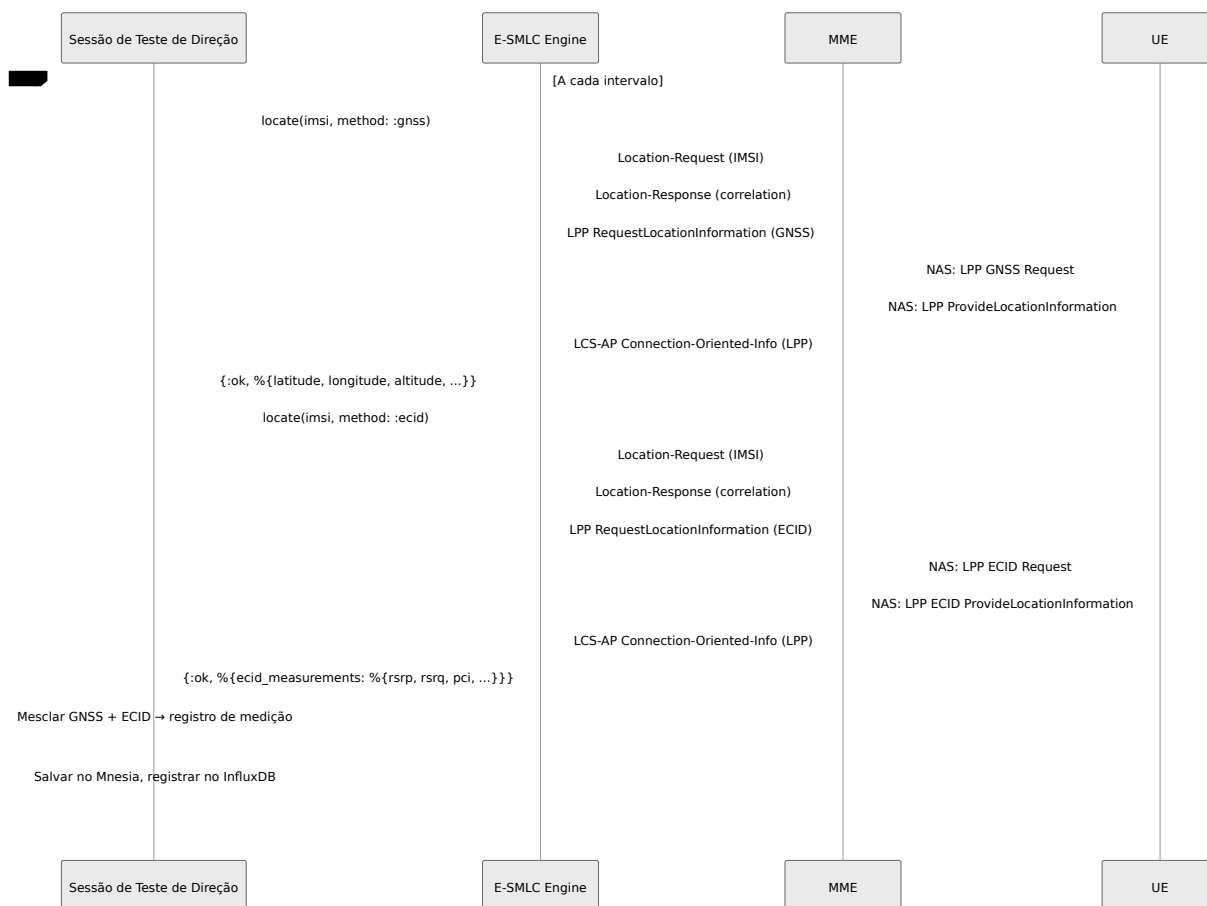 Sessão de Teste de Direção
E-SMLC Engine
MME
UE
[A cada intervalo]
locate(imsi, method: :gnss)
Location-Request (IMSI)
Location-Response (correlation)
LPP RequestLocationInformation (GNSS)
NAS: LPP GNSS Request
NAS: LPP ProvideLocationInformation
LCS-AP Connection-Oriented-Info (LPP)
{:ok, %{latitude, longitude, altitude, ...}}
locate(imsi, method: :ecid)
Location-Request (IMSI)
Location-Response (correlation)
LPP RequestLocationInformation (ECID)
NAS: LPP ECID Request
NAS: LPP ECID ProvideLocationInformation
LCS-AP Connection-Oriented-Info (LPP)
{:ok, %{ecid_measurements: %{rsrp, rsrq, pci, ...}}}
Mesclar GNSS + ECID → registro de medição
Salvar no Mnesia, registrar no InfluxDB
Sessão de Teste de Direção
E-SMLC Engine
MME
UE